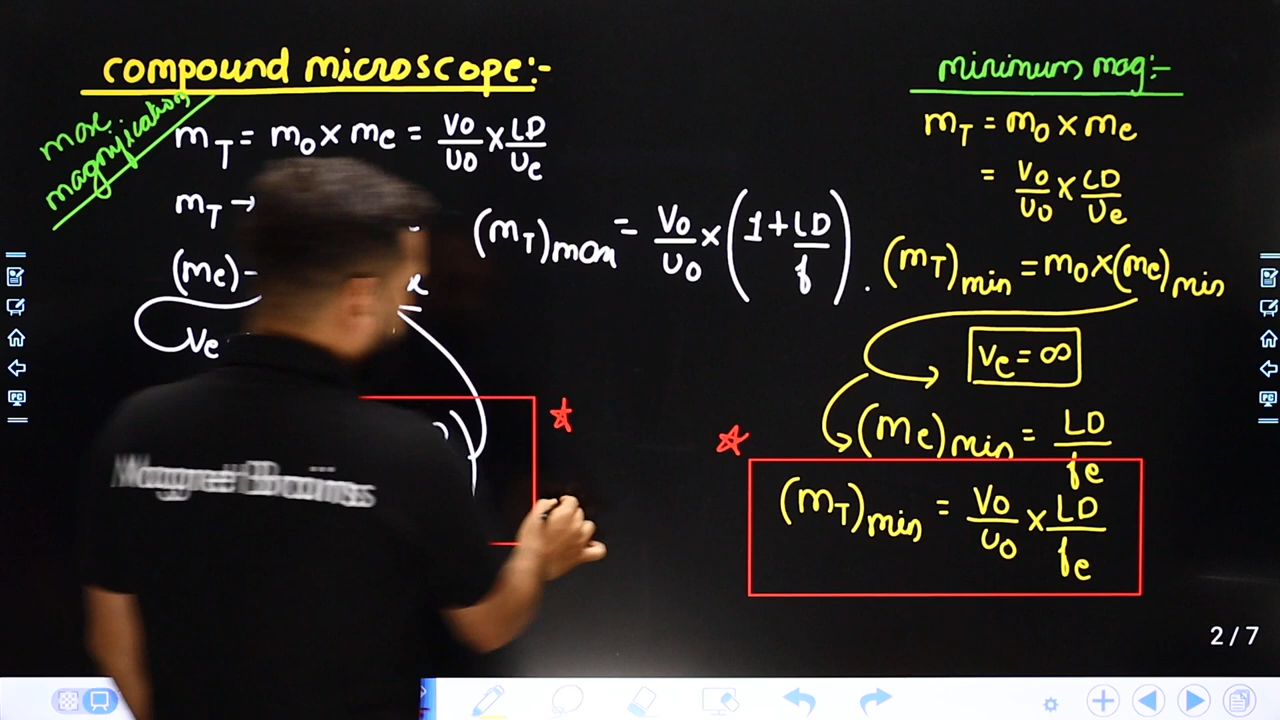 compound microscope:-
max
magnification
m_T = m_o × m_e = V_o/U_o × LD/U_e
m_T →
(m_e)
V_e
(m_T)max = V_o/U_o × (1 + LD/f).
minimum mag:-
m_T = m_o × m_e
= V_o/U_o × LD/U_e
(m_T)min = m_o × (m_e)min
V_e = ∞
(m_e)min = LD/f_e
(m_T)min = V_o/U_o × LD/f_e
2 / 7
PC
PC